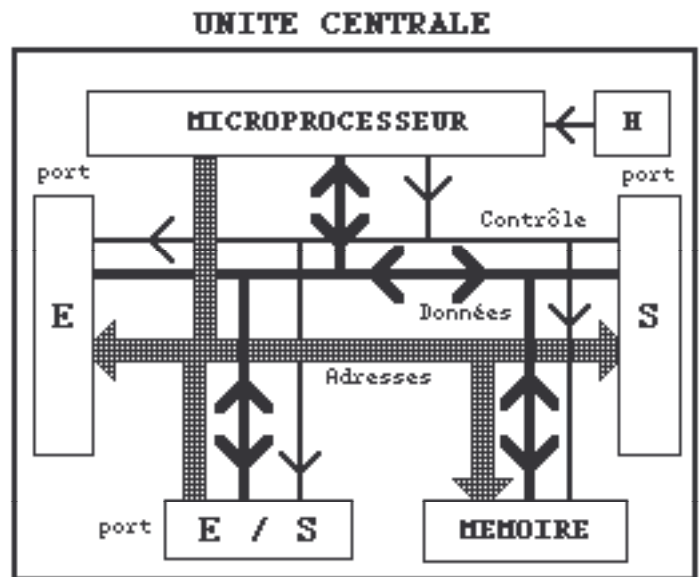 UNITE CENTRALE
MICROPROCESSEUR
H
port
port
Contrôle
E
S
Données
Adresses
port
E / S
MEMOIRE